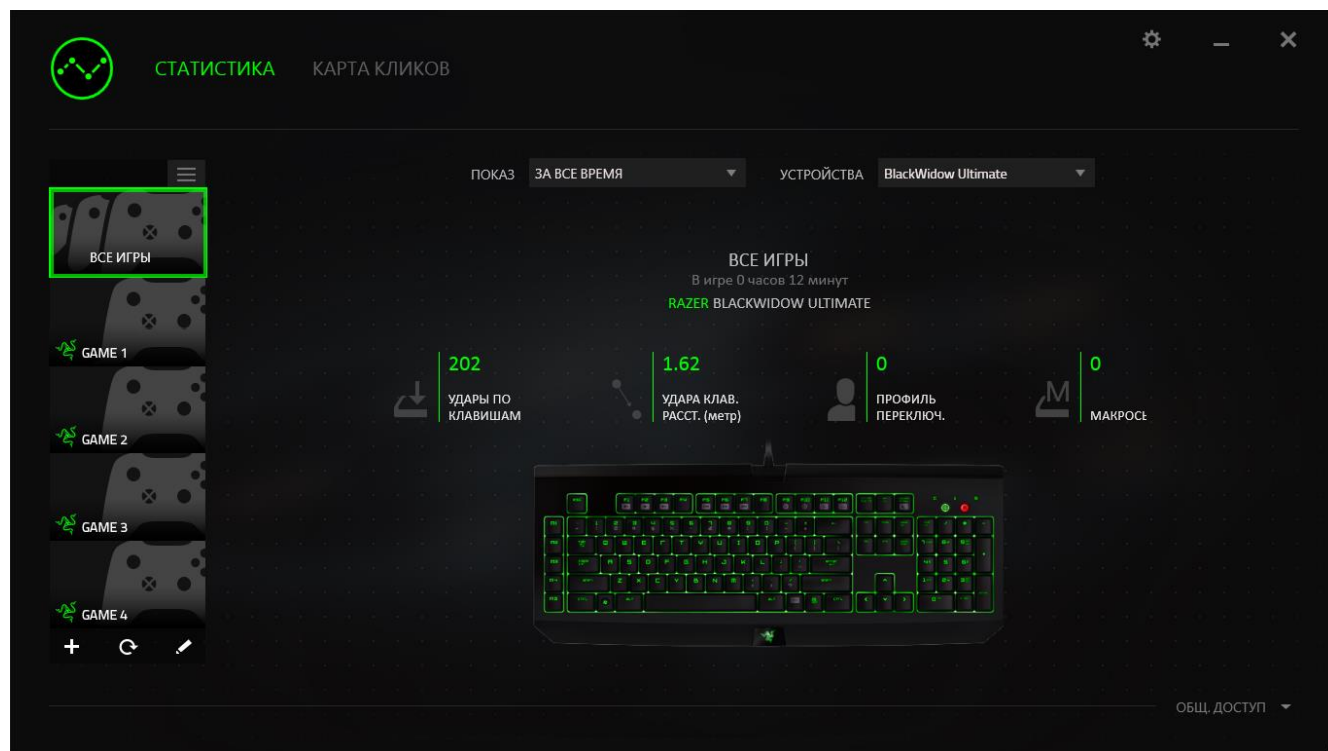 СТАТИСТИКА КАРТА КЛИКОВ
ПОКАЗ ЗА ВСЕ ВРЕМЯ УСТРОЙСТВА BlackWidow Ultimate
ВСЕ ИГРЫ
GAME 1
GAME 2
GAME 3
GAME 4
ВСЕ ИГРЫ
В игре 0 часов 12 минут
RAZER BLACKWIDOW ULTIMATE
202
УДАРЫ ПО
КЛАВИШАМ
1.62
УДАРА КЛАВ.
РАССТ. (метр)
0
ПРОФИЛЬ
ПЕРЕКЛЮЧ.
M
0
МАКРОСЫ
ОБЩ. ДОСТУП